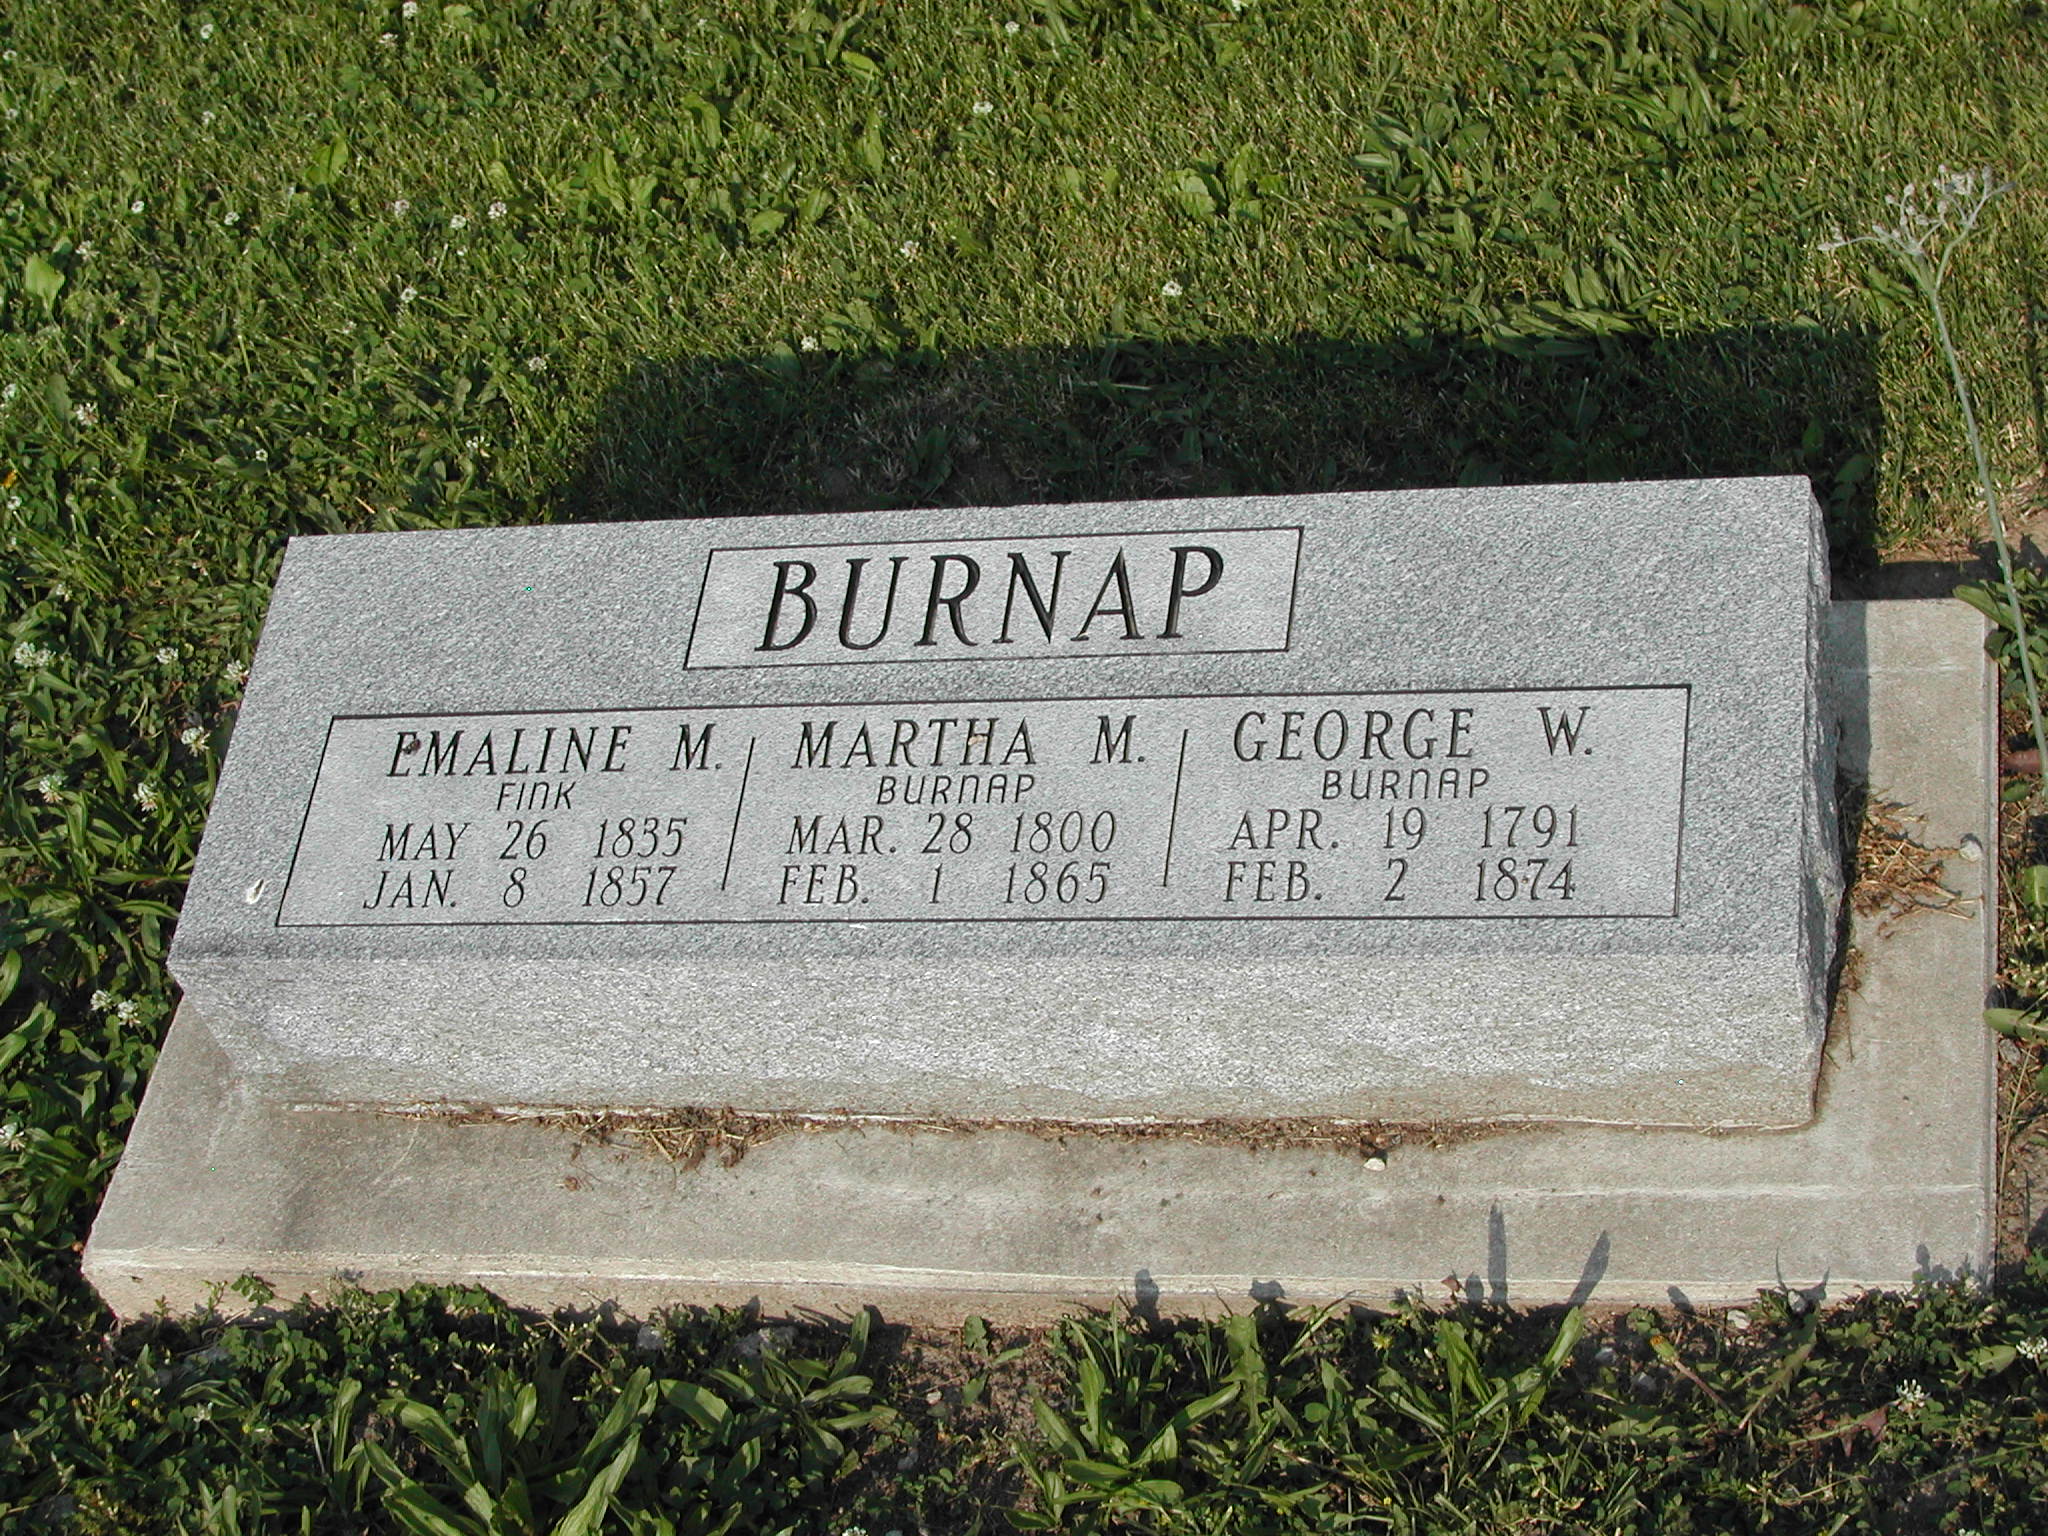 BURNAP
EMALINE M.
FINK
MAY 26 1835
JAN. 8 1857
MARTHA M.
BURNAP
MAR. 28 1800
FEB. 1 1865
GEORGE W.
BURNAP
APR. 19 1791
FEB. 2 1874